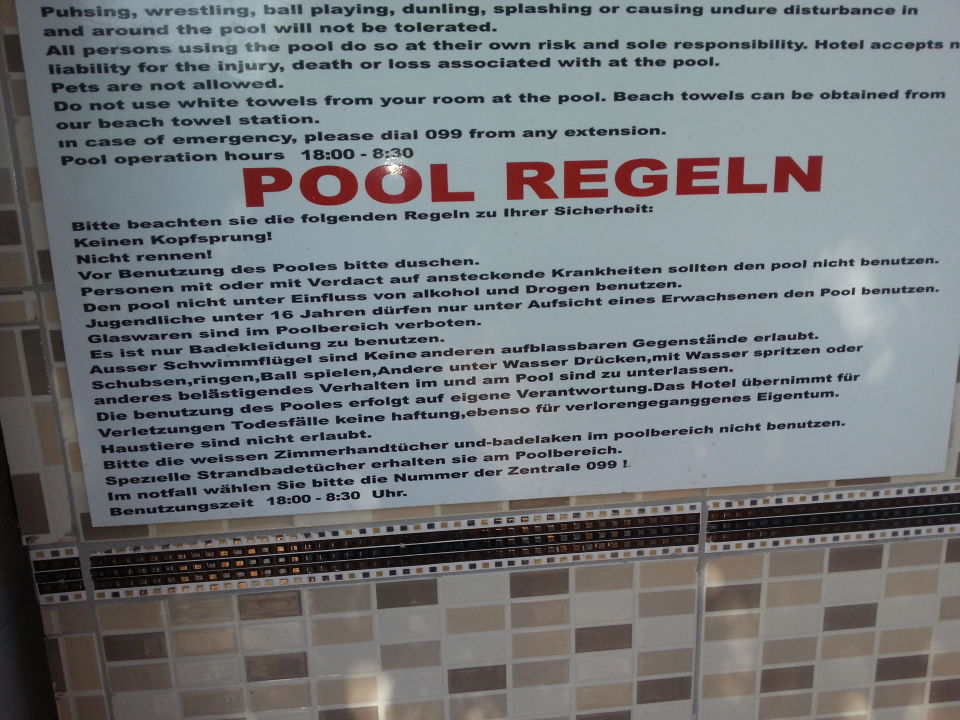 Puhsing, wrestling, ball playing, dunling, splashing or causing undure disturbance in
and around the pool will not be tolerated.
All persons using the pool do so at their own risk and sole responsibility. Hotel accepts n
liability for the injury, death or loss associated with at the pool.
Pets are not allowed.
Do not use white towels from your room at the pool. Beach towels can be obtained from
our beach towel station.
in case of emergency, please dial 099 from any extension.
Pool operation hours 18:00 - 8:30
POOL REGELN
Bitte beachten sie die folgenden Regeln zu Ihrer Sicherheit:
Keinen Kopfsprung!
Nicht rennen!
Vor Benutzung des Pooles bitte duschen.
Personen mit oder mit Verdact auf ansteckende Krankheiten sollten den pool nicht benutzen.
Den pool nicht unter Einfluss von alkohol und Drogen benutzen.
Jugendliche unter 16 Jahren dürfen nur unter Aufsicht eines Erwachsenen den Pool benutzen.
Glaswaren sind im Poolbereich verboten.
Es ist nur Badekleidung zu benutzen.
Ausser Schwimmflügel sind Keine anderen aufblassbaren Gegenstände erlaubt.
Schubsen,ringen,Ball spielen,Andere unter Wasser Drücken,mit Wasser spritzen oder
anderes belästigendes Verhalten im und am Pool sind zu unterlassen.
Die benutzung des Pooles erfolgt auf eigene Verantwortung.Das Hotel übernimmt für
Verletzungen Todesfälle keine haftung,ebenso für verlorengeganggenes Eigentum.
Haustiere sind nicht erlaubt.
Bitte die weissen Zimmerhandtücher und-badelaken im poolbereich nicht benutzen.
Spezielle Strandbadetücher erhalten sie am Poolbereich.
Im notfall wählen Sie bitte die Nummer der Zentrale 099 !
Benutzungszeit 18:00 - 8:30 Uhr.